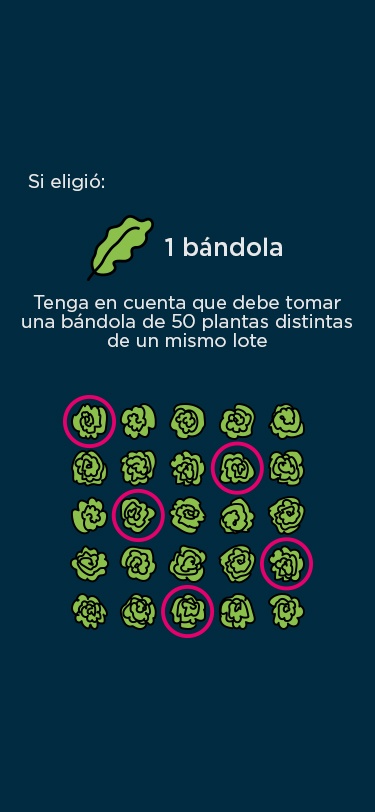 Si eligió:
1 bándola
Tenga en cuenta que debe tomar
una bándola de 50 plantas distintas
de un mismo lote